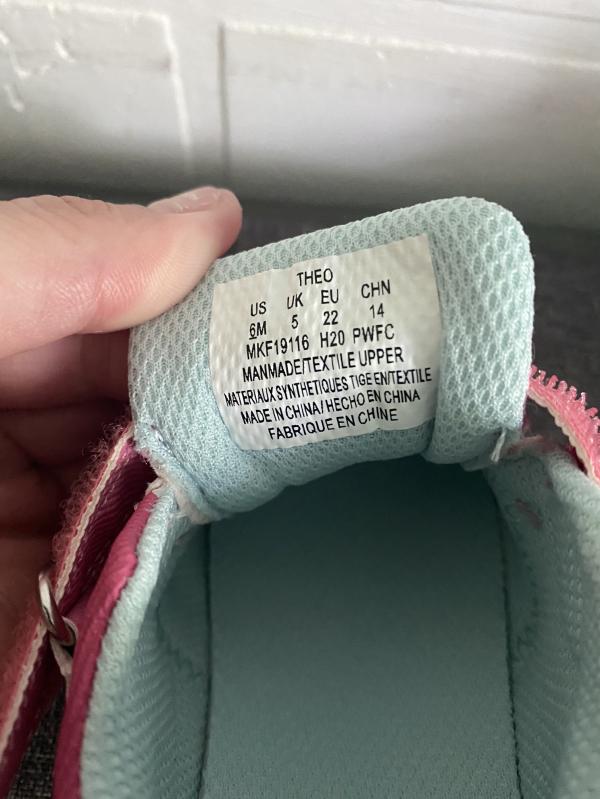 THEO
US UK EU CHN
6M 5 22 14
MKF19116 H20 PWFC
MANMADE/TEXTILE UPPER
MATERIAUX SYNTHETIQUES TIGE EN/TEXTILE
MADE IN CHINA/HECHO EN CHINA
FABRIQUE EN CHINE